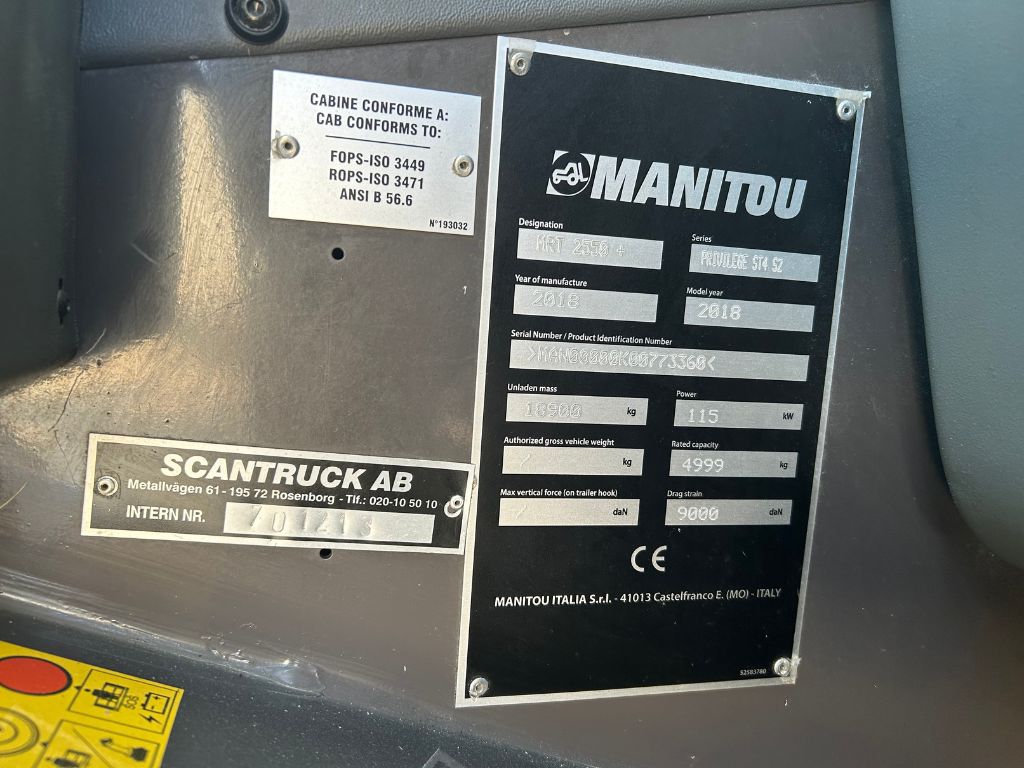 CABINE CONFORME A:
CAB CONFORMS TO:
FOPS-ISO 3449
ROPS-ISO 3471
ANSI B 56.6
N°193032
MANITOU
Designation
MRT 2550 +
Series
PRIVILEGE ST4 S2
Year of manufacture
2018
Model year
2018
Serial Number / Product Identification Number
>MAN00000K00773360<
Unladen mass
18900 kg
Power
115 kW
Authorized gross vehicle weight
/ kg
Rated capacity
4999 kg
Max vertical force (on trailer hook)
/ daN
Drag strain
9000 daN
CE
MANITOU ITALIA S.r.l. - 41013 Castelfranco E. (MO) - ITALY
52583780
SCANTRUCK AB
Metallvägen 61 - 195 72 Rosenborg - Tlf.: 020-10 50 10
INTERN NR. 701213